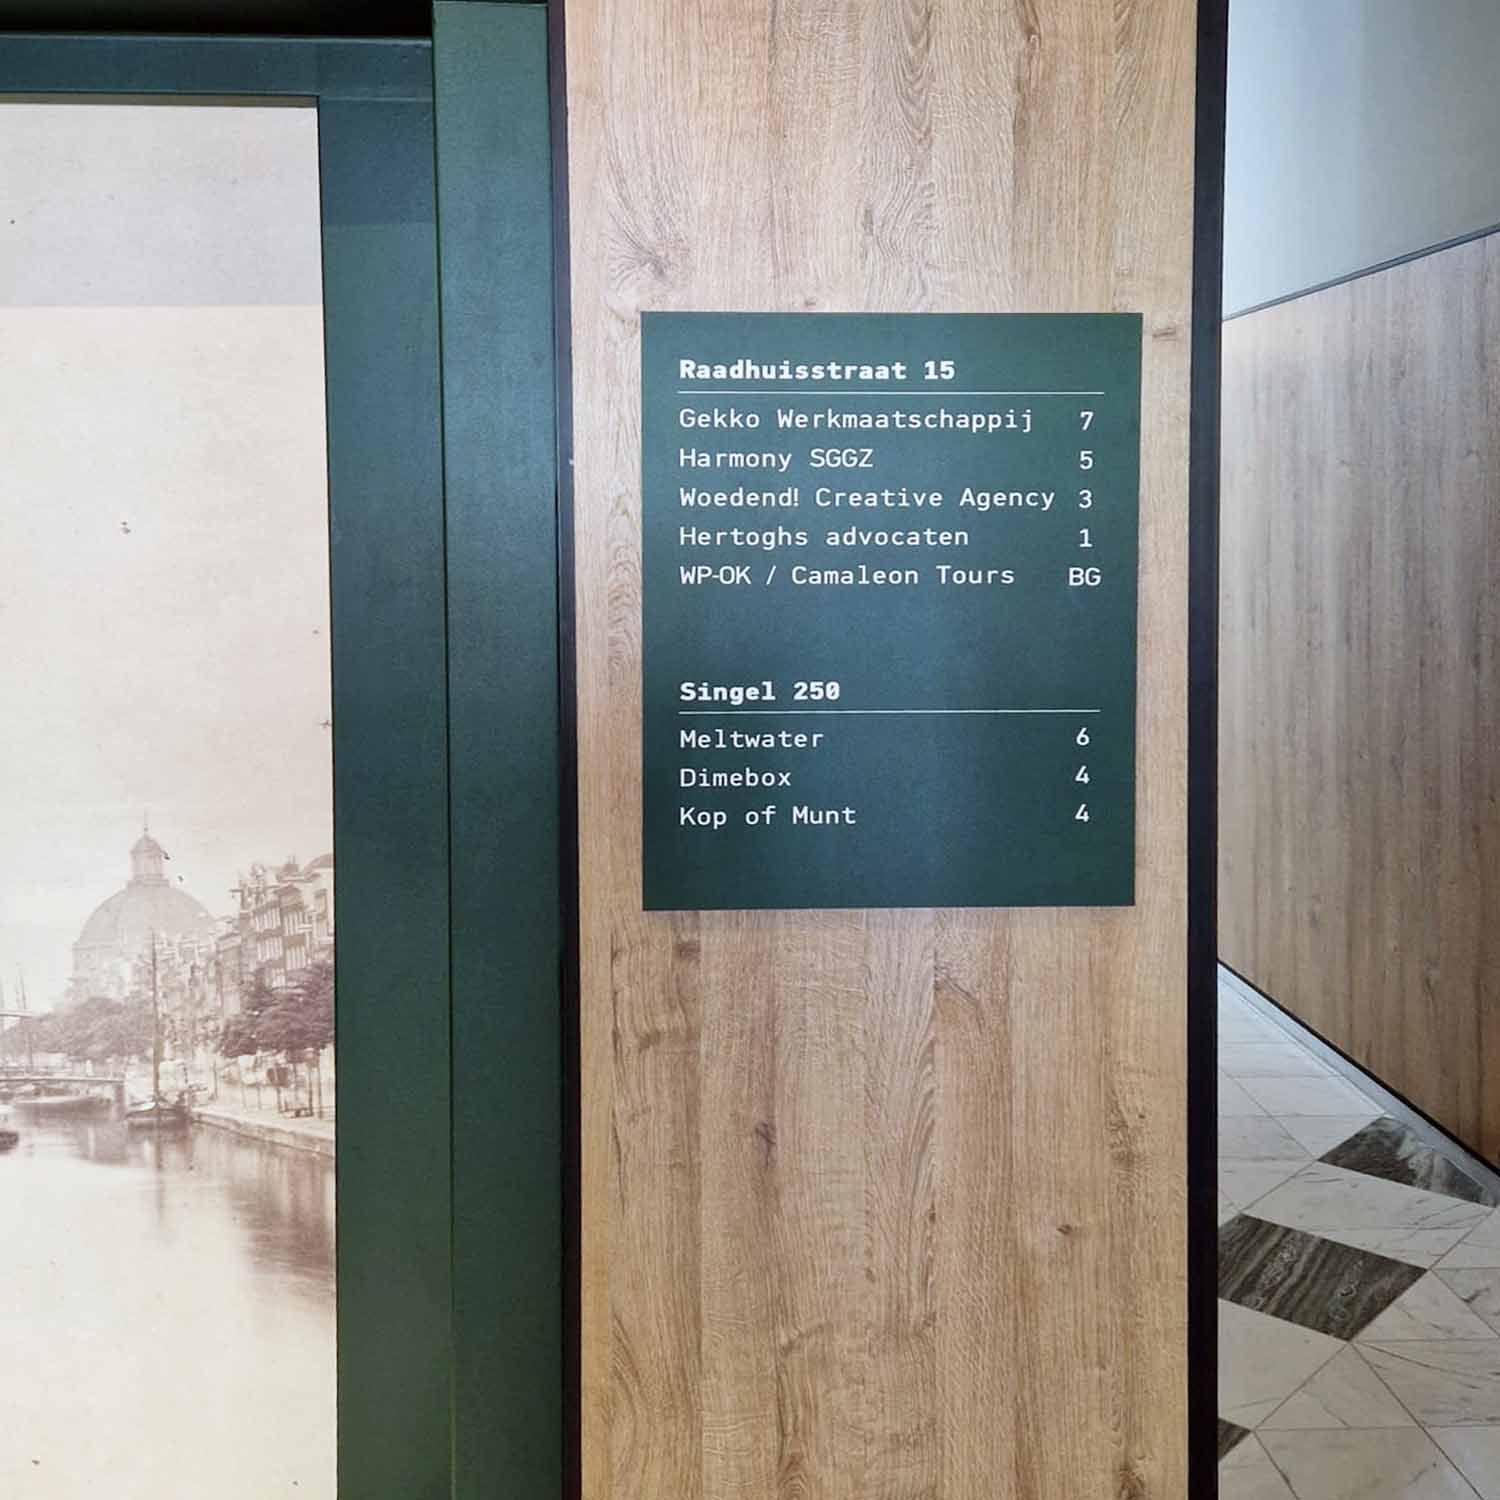 Raadhuisstraat 15
Gekko Werkmaatschappij 7
Harmony SGGZ 5
Woedend! Creative Agency 3
Hertoghs advocaten 1
WP-OK / Camaleon Tours BG
Singel 250
Meltwater 6
Dimebox 4
Kop of Munt 4